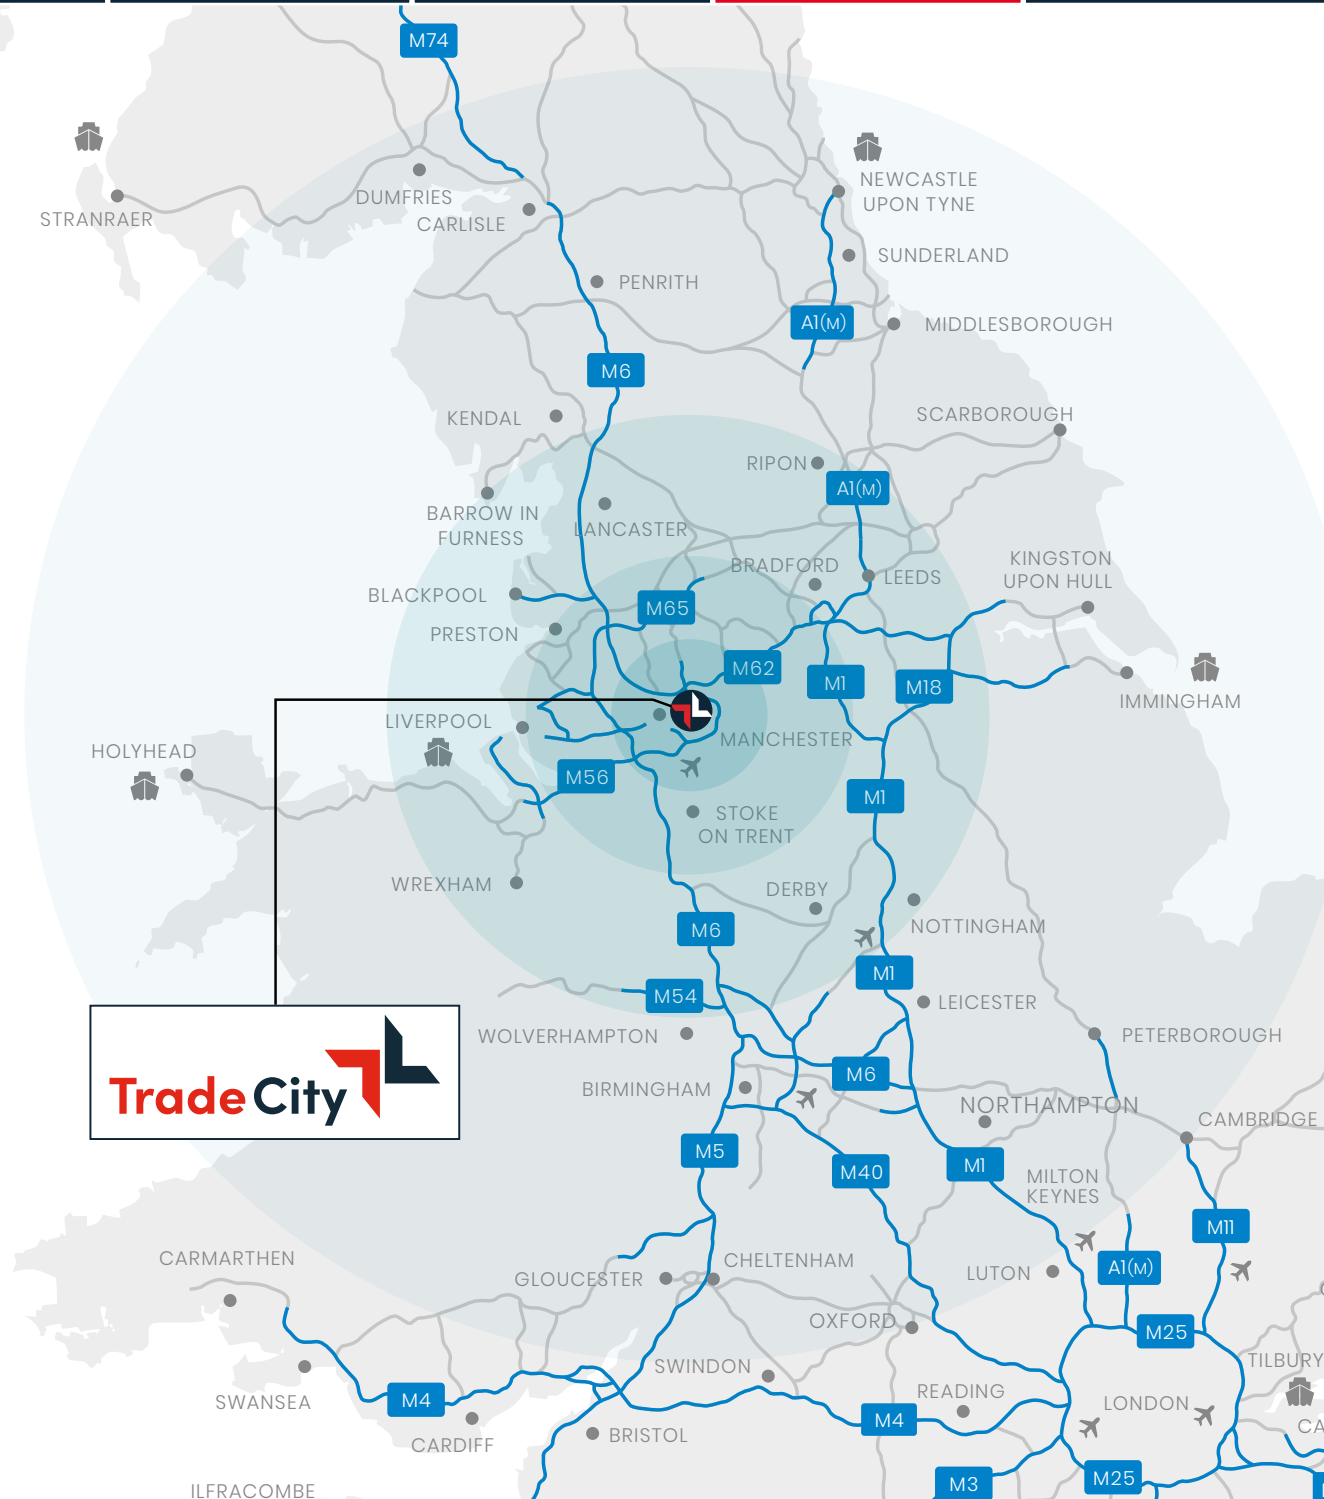 M74
NEWCASTLE
UPON TYNE
DUMFRIES
STRANRAER
CARLISLE
SUNDERLAND
PENRITH
A1(M)
MIDDLESBOROUGH
M6
KENDAL
SCARBOROUGH
RIPON
A1(M)
BARROW IN
FURNESS
LANCASTER
BRADFORD
KINGSTON
UPON HULL
LEEDS
BLACKPOOL
M65
PRESTON
M62
M1
M18
IMMINGHAM
LIVERPOOL
MANCHESTER
HOLYHEAD
M56
M1
STOKE
ON TRENT
WREXHAM
DERBY
M6
NOTTINGHAM
M1
M54
LEICESTER
WOLVERHAMPTON
PETERBOROUGH
M6
BIRMINGHAM
TradeCity
NORTHAMPTON
CAMBRIDGE
M5
M40
M1
MILTON
KEYNES
M11
CARMARTHEN
CHELTENHAM
GLOUCESTER
LUTON
A1(M)
OXFORD
M25
SWINDON
TILBURY
SWANSEA
M4
READING
LONDON
M4
CA
CARDIFF
BRISTOL
M25
M3
ILFRACOMBE